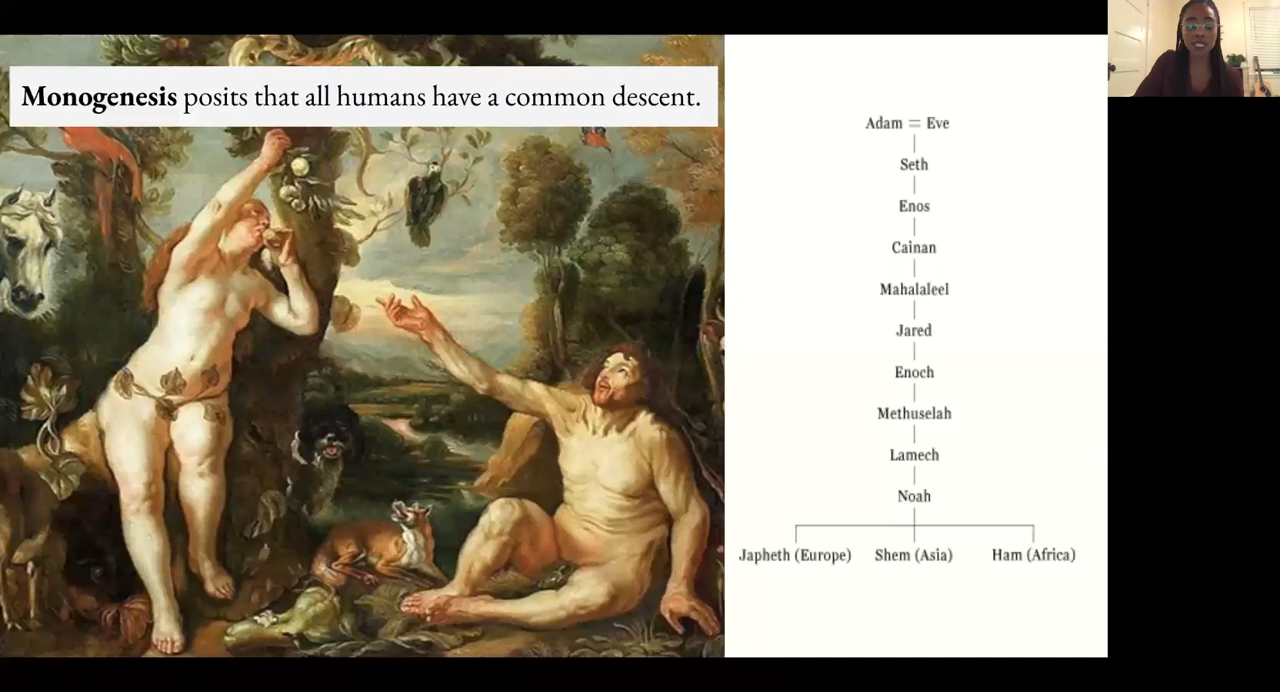 Monogenesis posits that all humans have a common descent.
Adam = Eve
Seth
Enos
Cainan
Mahalaleel
Jared
Enoch
Methuselah
Lamech
Noah
Japheth (Europe) Shem (Asia) Ham (Africa)